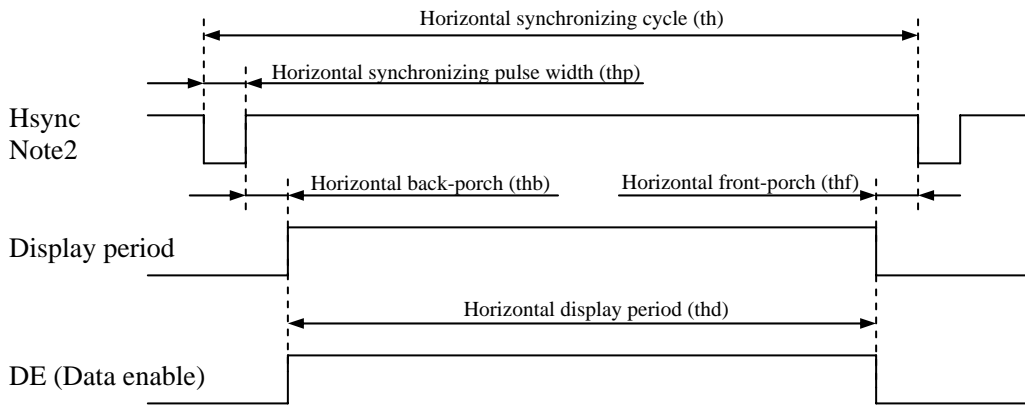 Horizontal synchronizing cycle (th)
Horizontal synchronizing pulse width (thp)
Hsync
Note2
Horizontal back-porch (thb)
Horizontal front-porch (thf)
Display period
Horizontal display period (thd)
DE (Data enable)